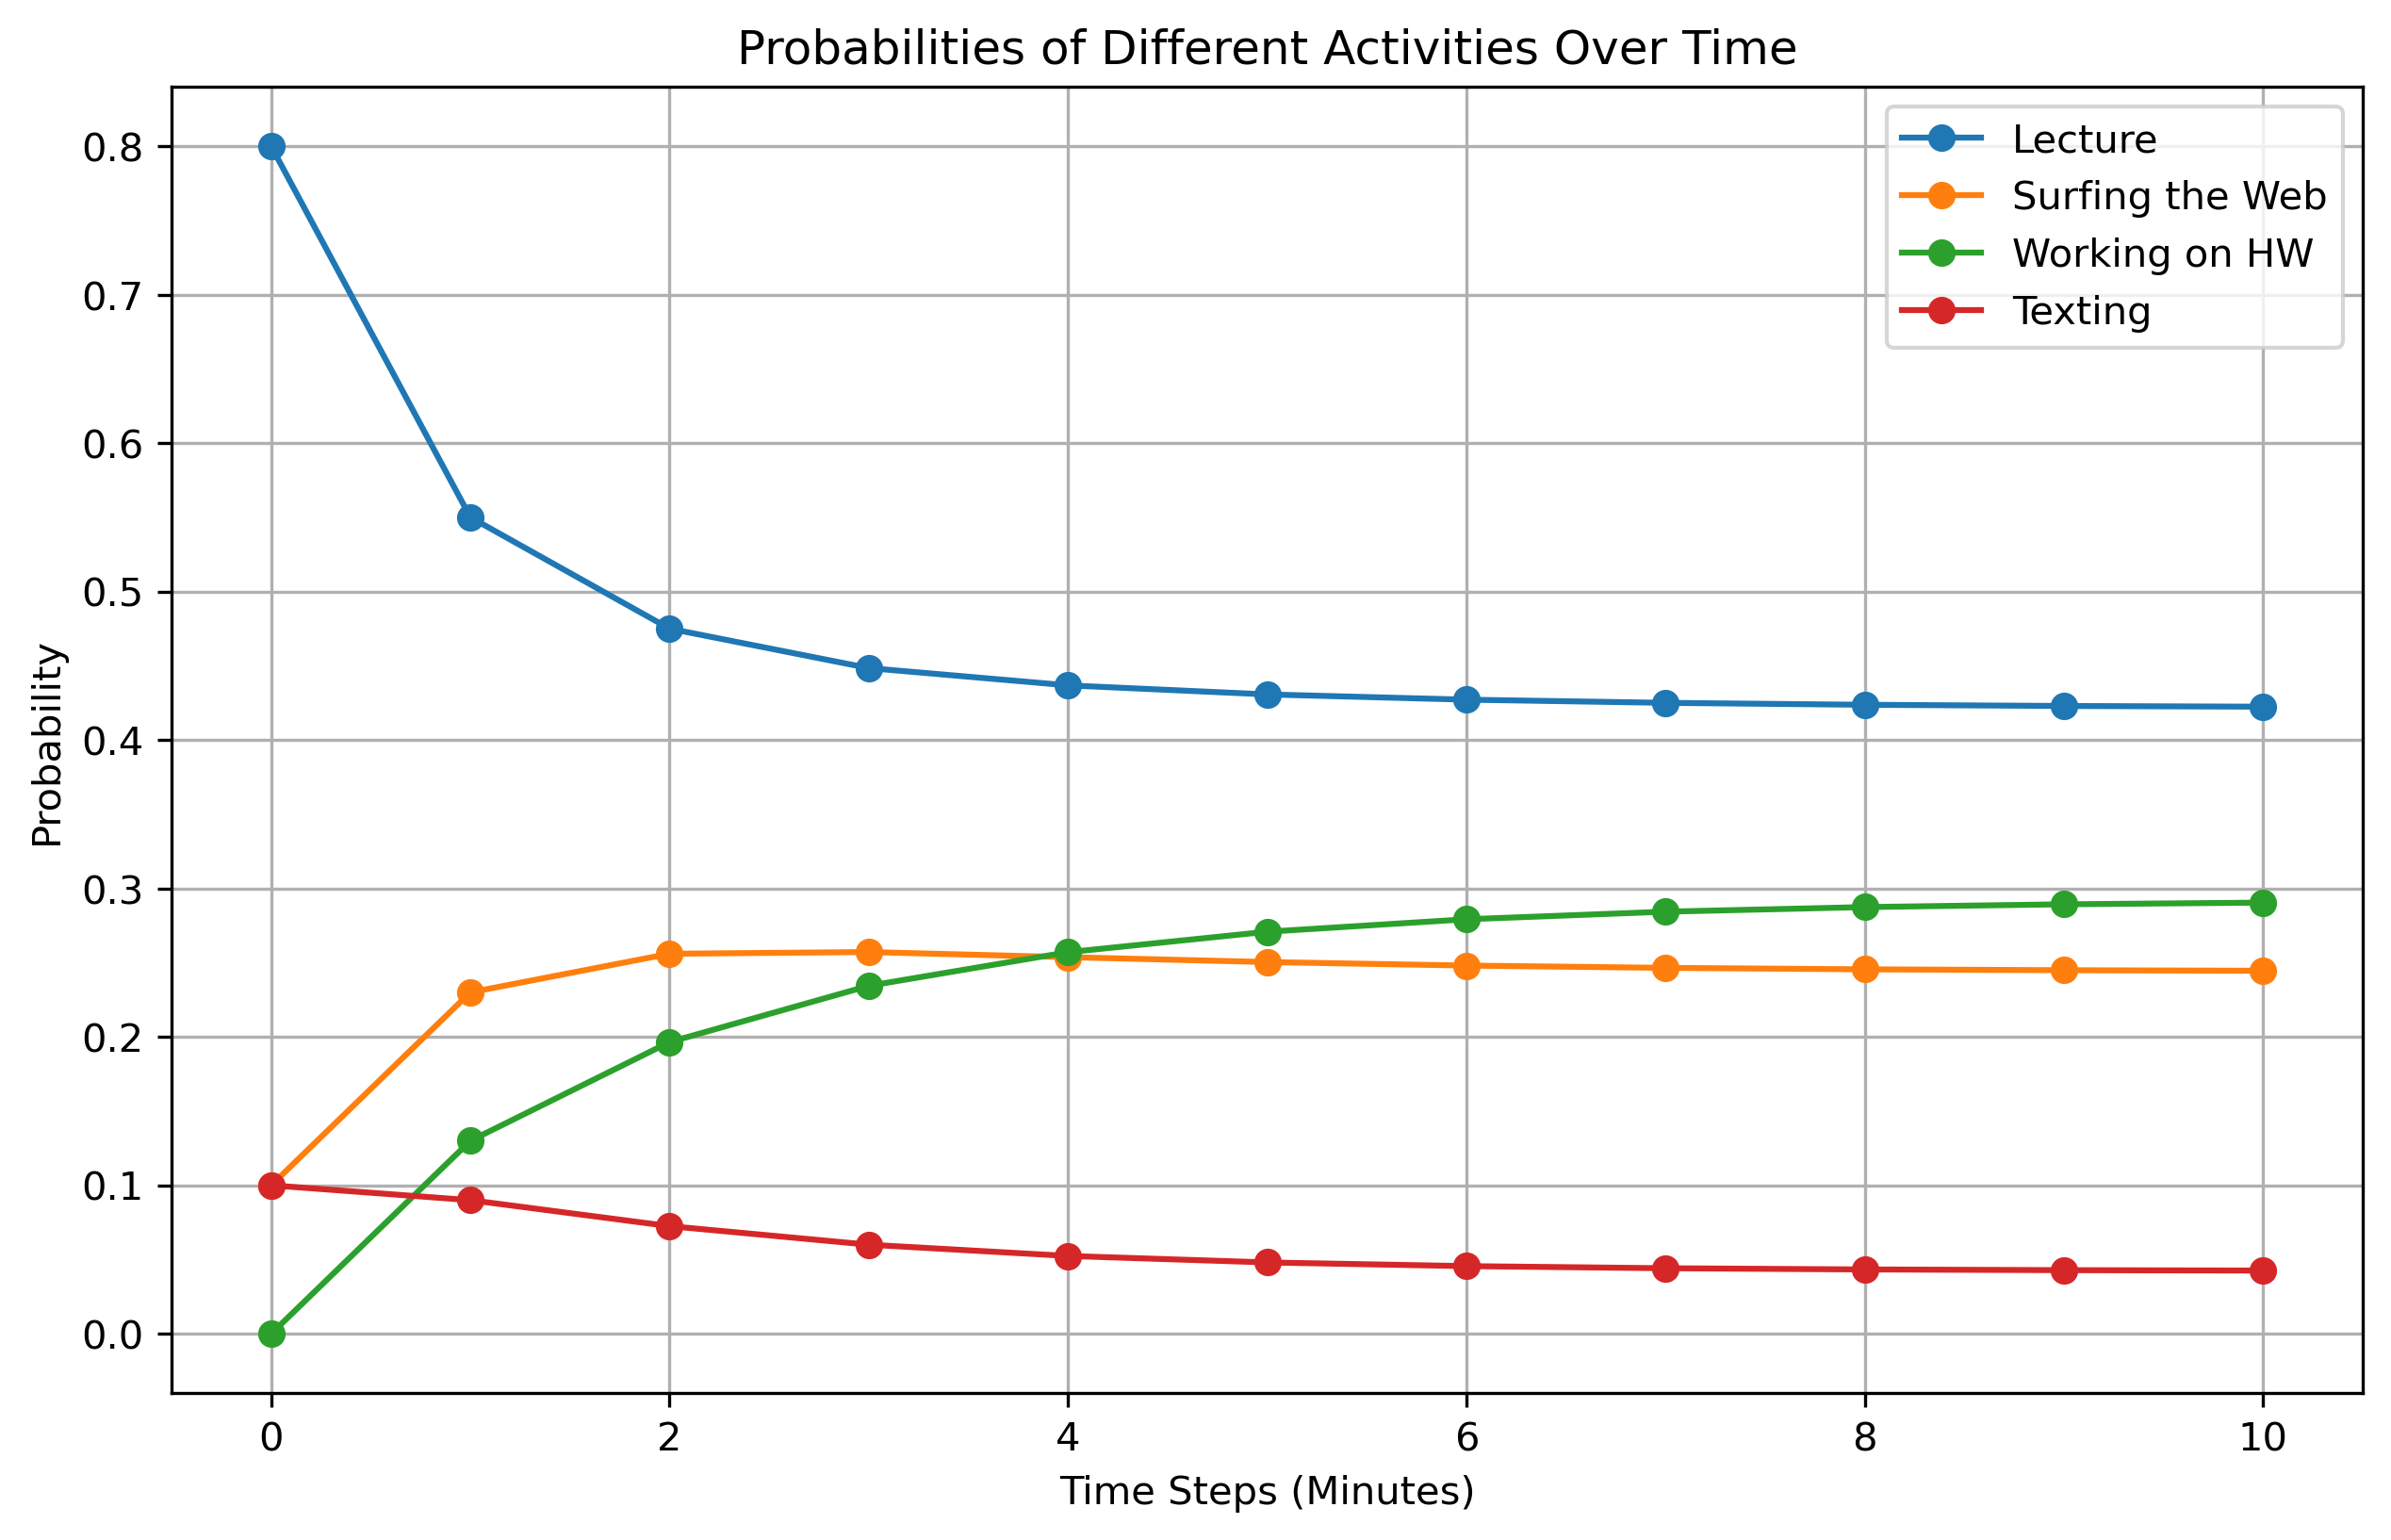 Probabilities of Different Activities Over Time
Lecture
Surfing the Web
Working on HW
Texting
Probability
0.8
0.7
0.6
0.5
0.4
0.3
0.2
0.1
0.0
0 2 4 6 8 10
Time Steps (Minutes)